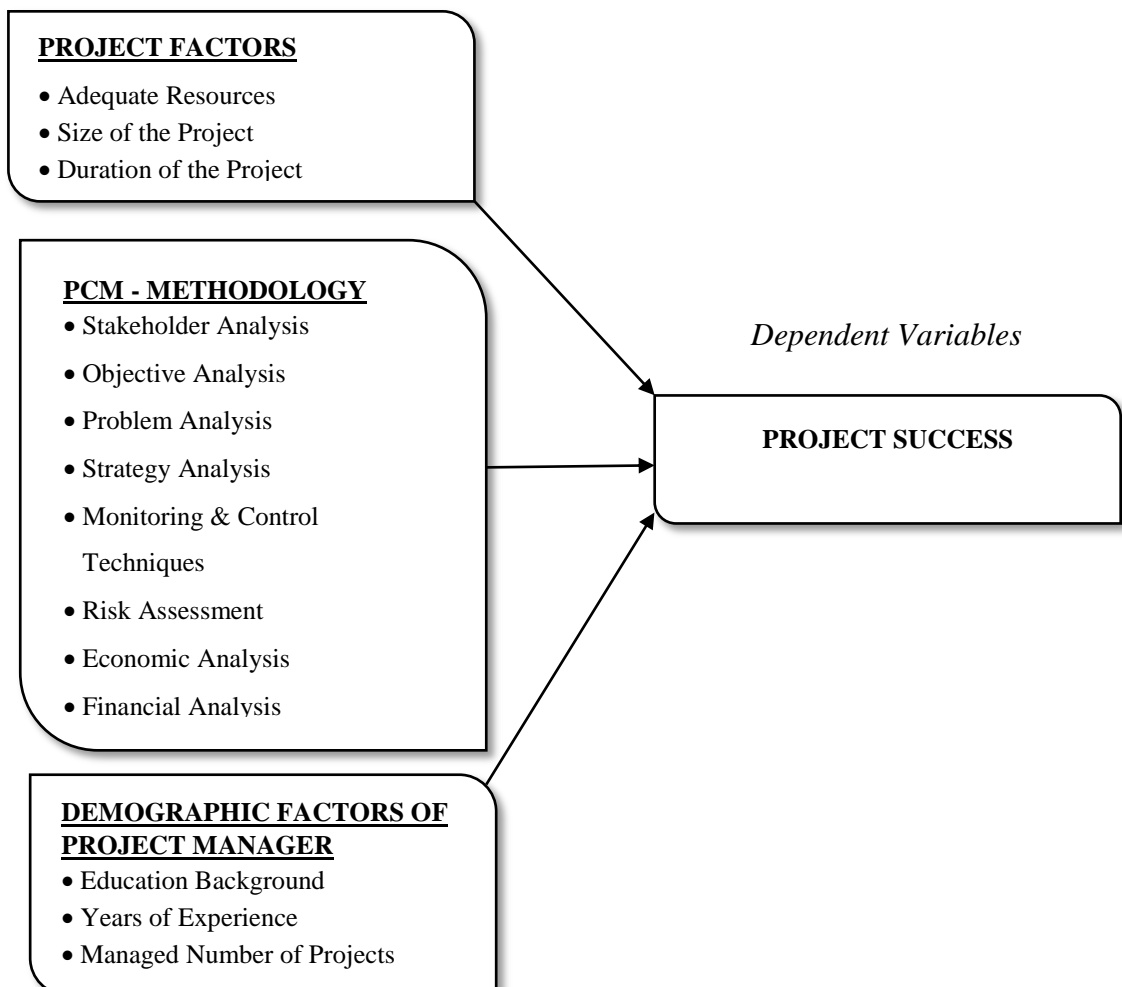 PROJECT FACTORS
• Adequate Resources
• Size of the Project
• Duration of the Project
PCM - METHODOLOGY
• Stakeholder Analysis
• Objective Analysis
• Problem Analysis
• Strategy Analysis
• Monitoring & Control
Techniques
• Risk Assessment
• Economic Analysis
• Financial Analysis
Dependent Variables
PROJECT SUCCESS
DEMOGRAPHIC FACTORS OF
PROJECT MANAGER
• Education Background
• Years of Experience
• Managed Number of Projects